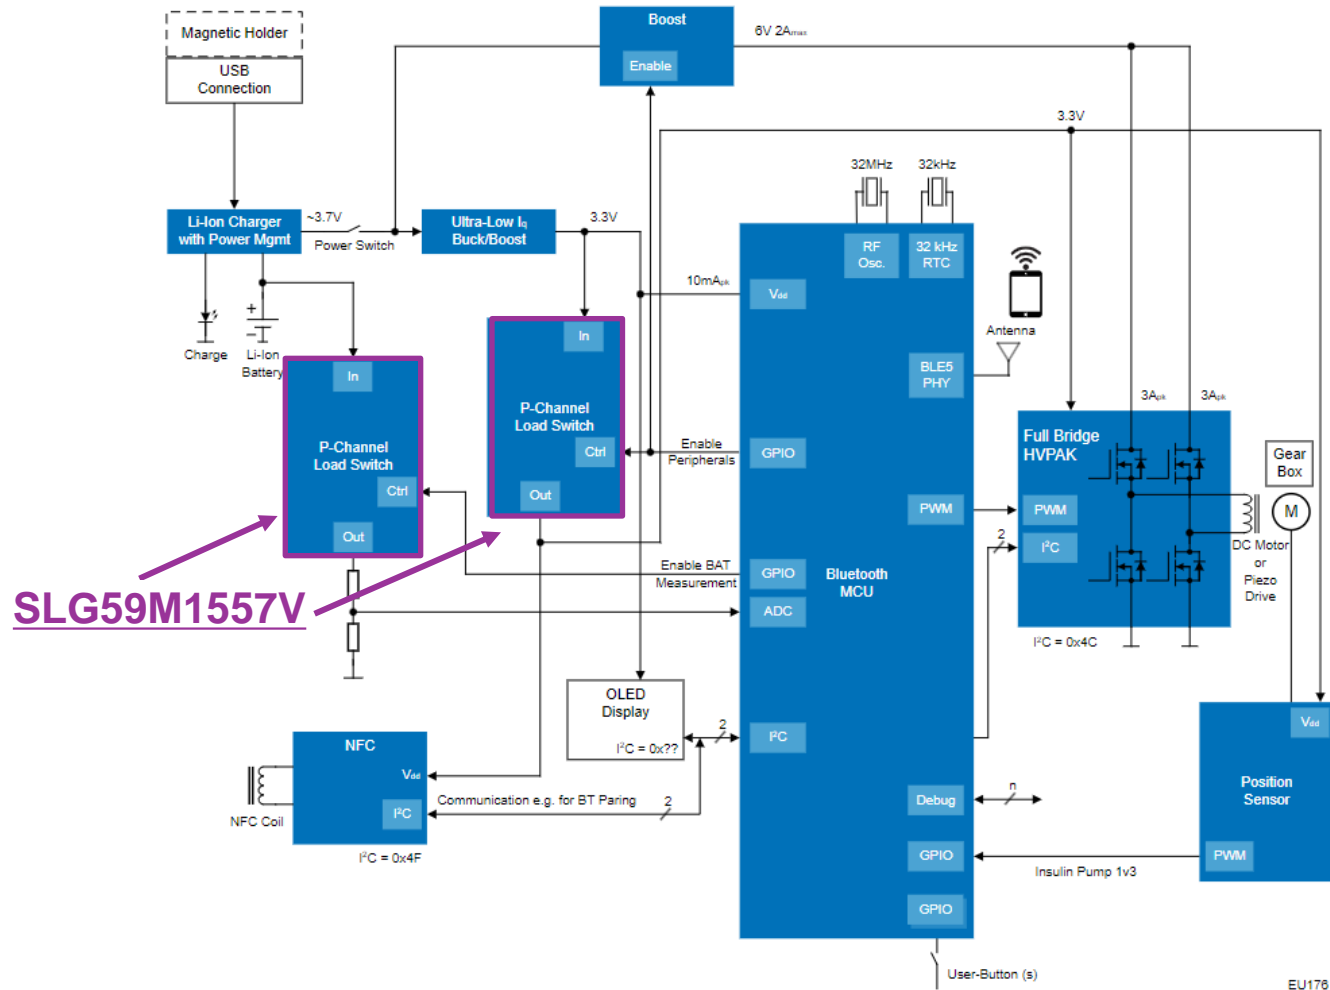 Magnetic Holder
USB
Connection
Boost
Enable
6V 2Amax
3.3V
32MHz
32kHz
Li-Ion Charger
with Power Mgmt
~3.7V
Power Switch
Ultra-Low Iq
Buck/Boost
3.3V
RF
Osc.
32 kHz
RTC
10mApk
Vdd
Antenna
Charge
Li-Ion
Battery
In
In
BLE5
PHY
P-Channel
Load Switch
P-Channel
Load Switch
Ctrl
Ctrl
Out
Out
Enable
Peripherals
GPIO
3Apk
3Apk
Full Bridge
HVPAK
Gear
Box
M
PWM
PWM
2
I²C
DC Motor
or
Piezo
Drive
Enable BAT
Measurement
GPIO
ADC
Bluetooth
MCU
SLG59M1557V
I²C = 0x4C
OLED
Display
I²C = 0x??
2
I²C
NFC
Vdd
I²C
NFC Coil
Communication e.g. for BT Paring
2
I²C = 0x4F
Vdd
Position
Sensor
PWM
Debug
n
GPIO
Insulin Pump 1v3
GPIO
User-Button (s)
EU176